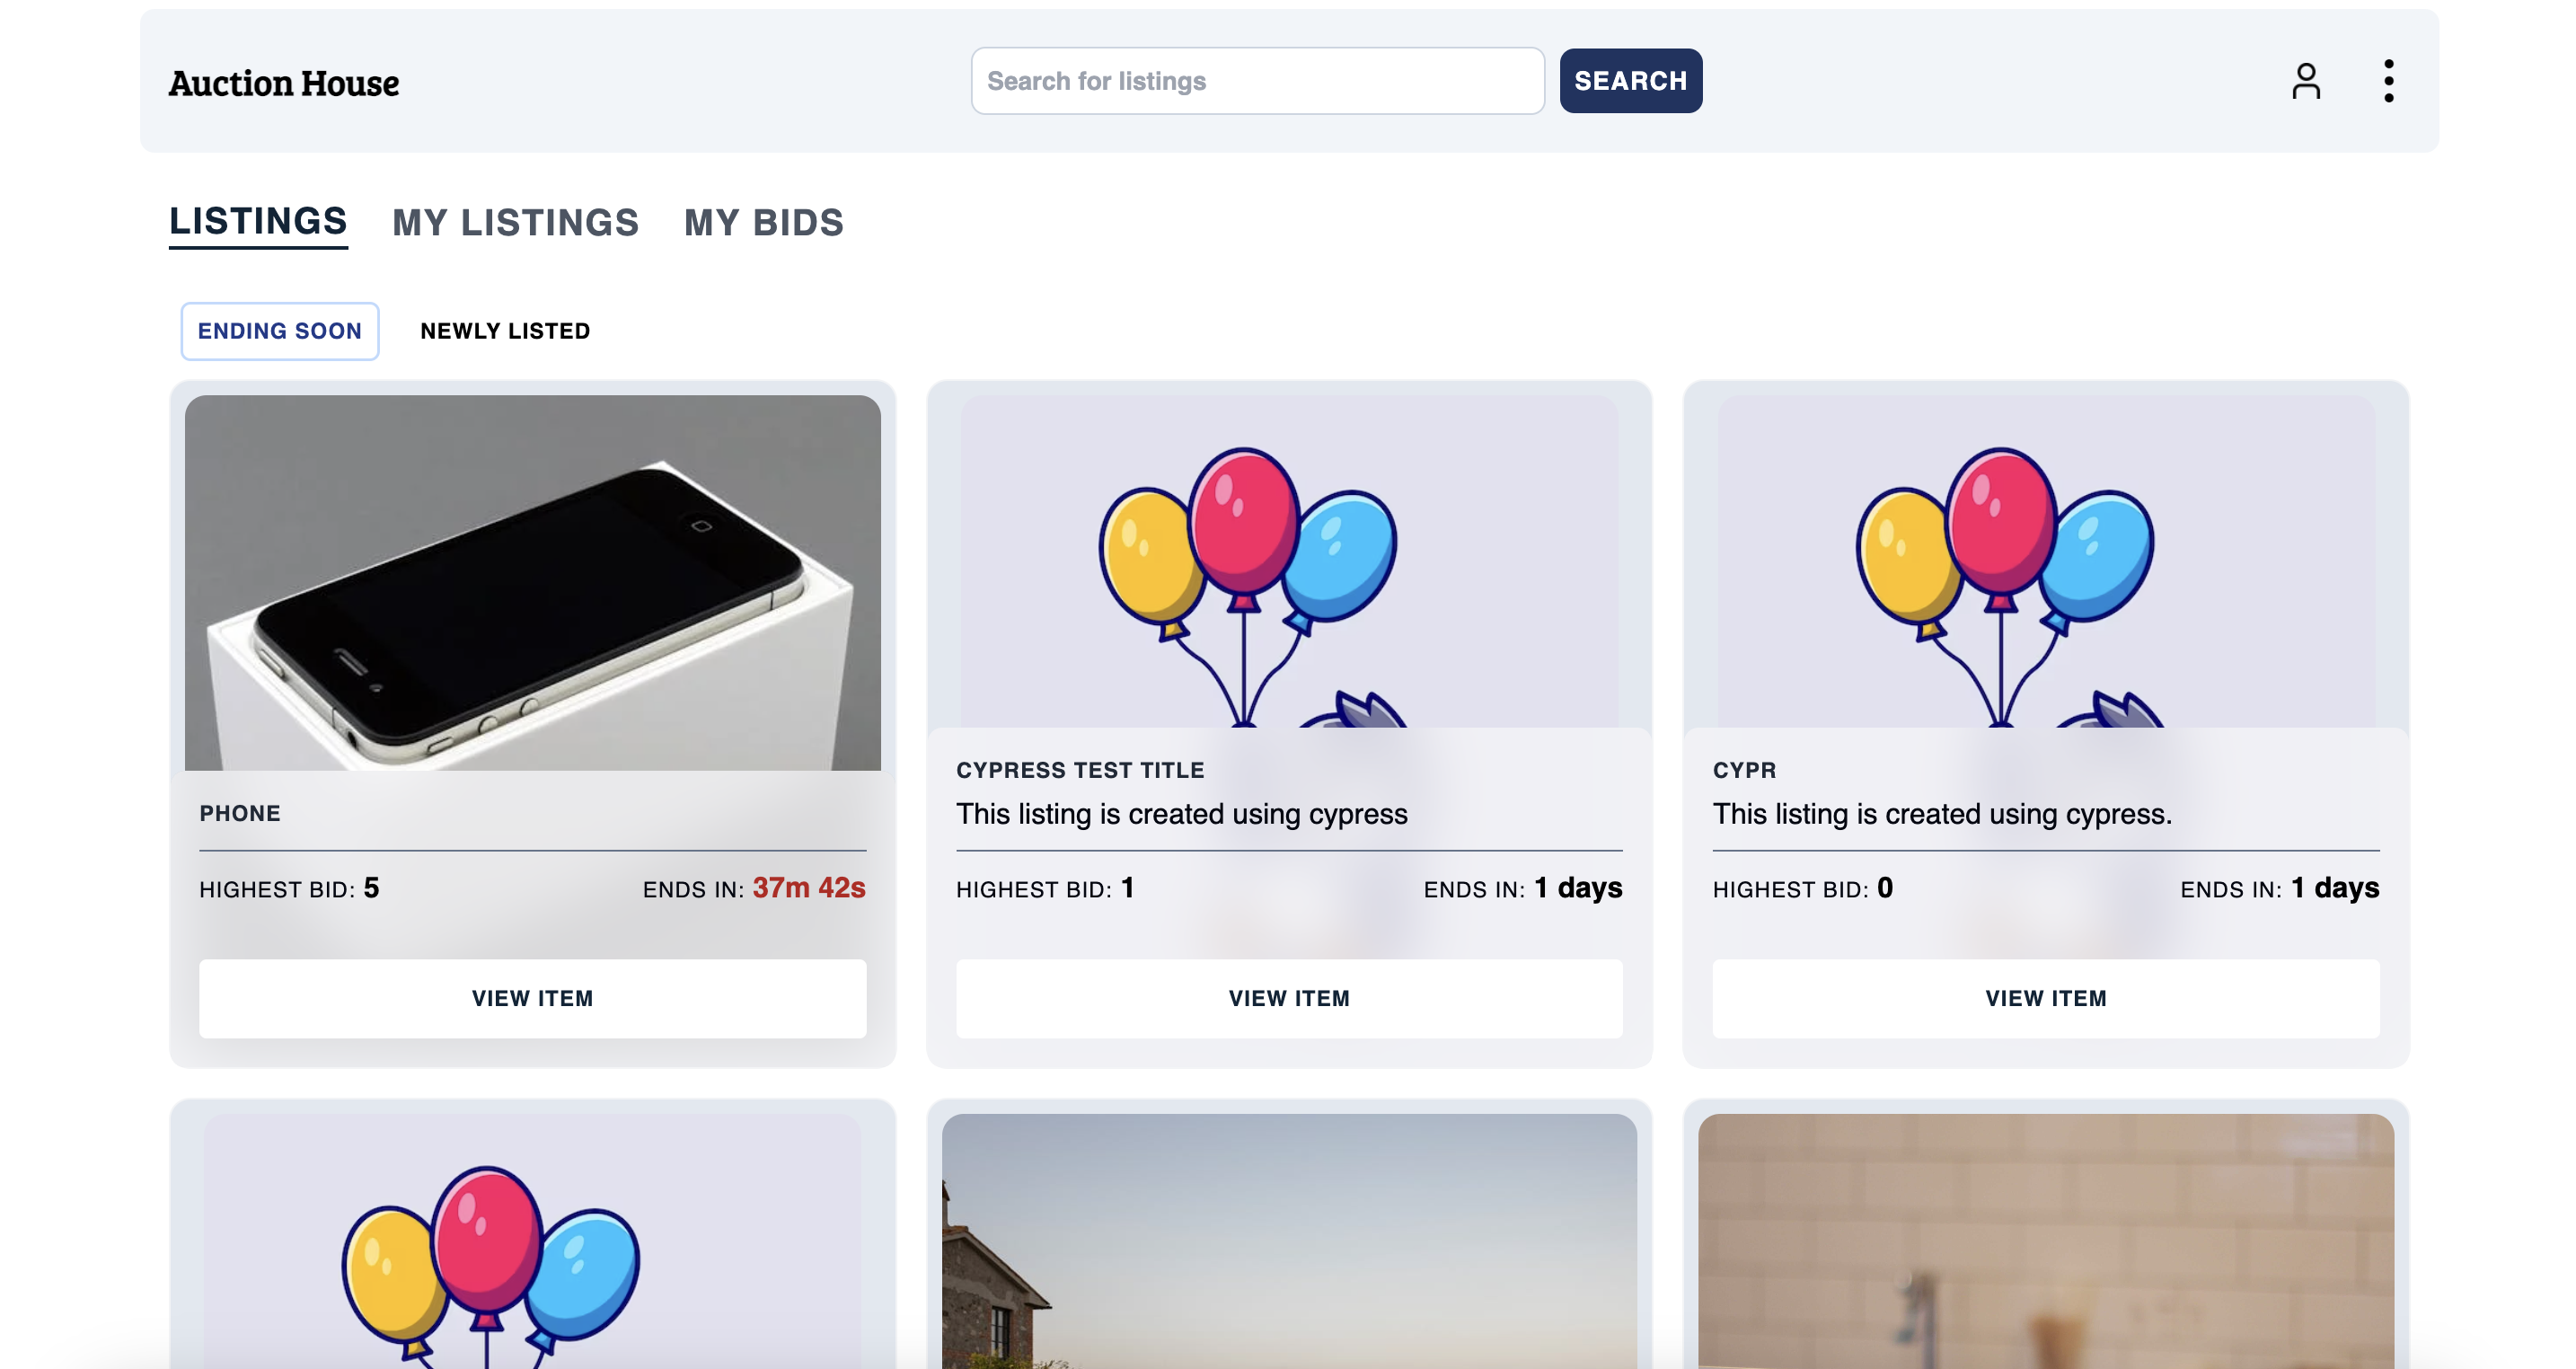 Auction House
Search for listings
SEARCH
LISTINGS
MY LISTINGS
MY BIDS
ENDING SOON
NEWLY LISTED
PHONE
HIGHEST BID: 5
ENDS IN: 37m 42s
VIEW ITEM
CYPRESS TEST TITLE
This listing is created using cypress
HIGHEST BID: 1
ENDS IN: 1 days
VIEW ITEM
CYPR
This listing is created using cypress.
HIGHEST BID: 0
ENDS IN: 1 days
VIEW ITEM